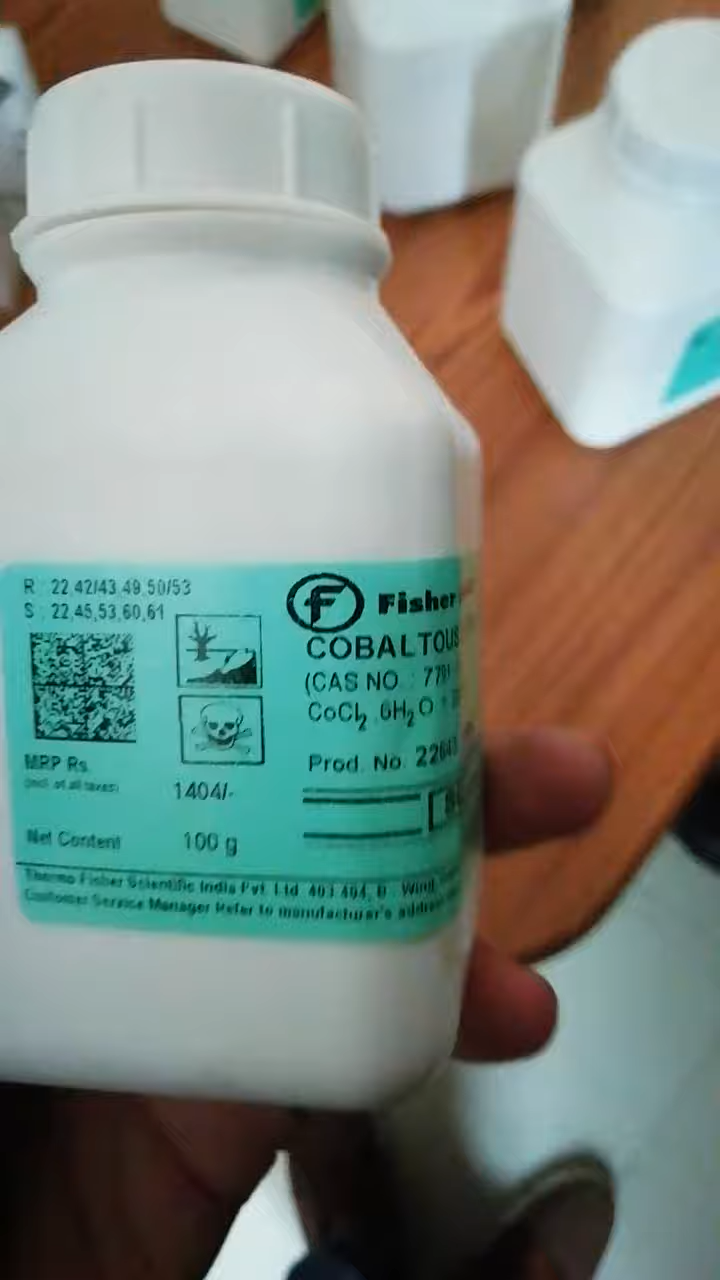 R : 22,42/43,49,50/53
S : 22,45,53,60,61
Fisher
COBALTOUS
(CAS NO. : 7791
CoCl2 .6H2O
Prod. No. 22643
MRP Rs.
(incl. of all taxes)
1404/-
Net Content
100 g
Thermo Fisher Scientific India Pvt. Ltd. 403-404, B - Wing,
Customer Service Manager Refer to manufacturer's address